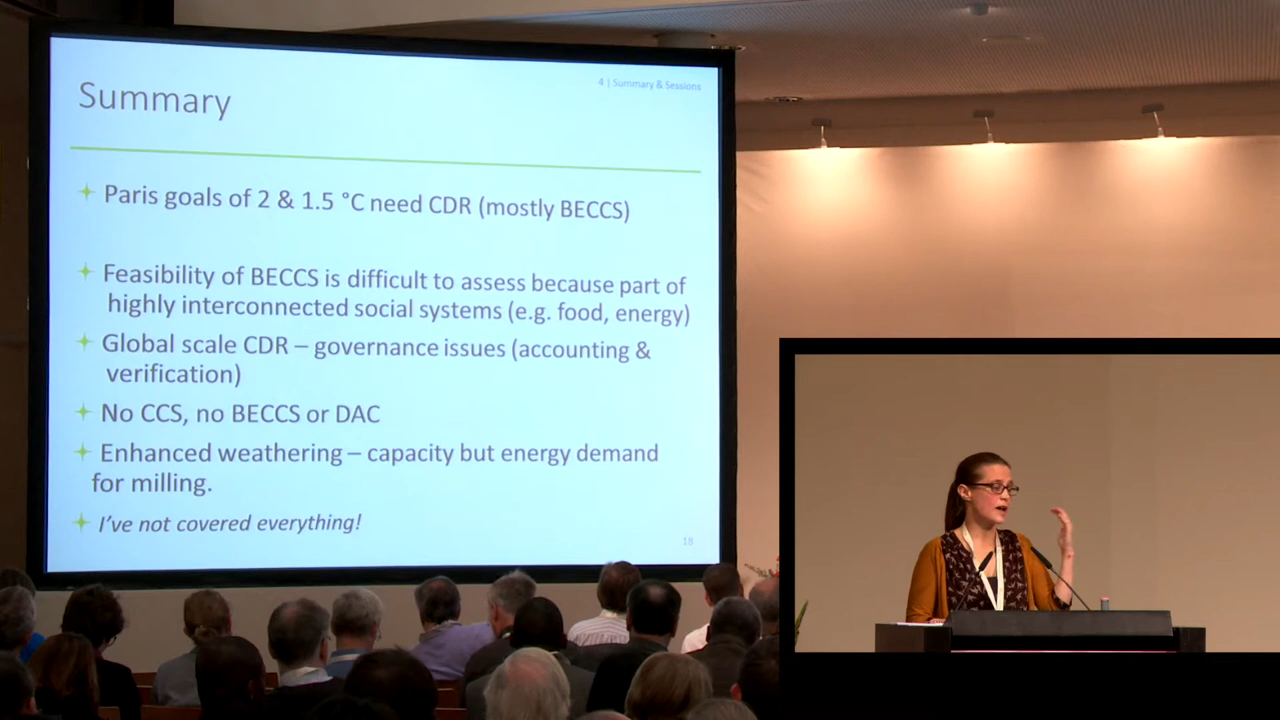 4 | Summary & Sessions
Summary
Paris goals of 2 & 1.5 °C need CDR (mostly BECCS)
Feasibility of BECCS is difficult to assess because part of
highly interconnected social systems (e.g. food, energy)
Global scale CDR – governance issues (accounting &
verification)
No CCS, no BECCS or DAC
Enhanced weathering – capacity but energy demand
for milling.
I've not covered everything!
18